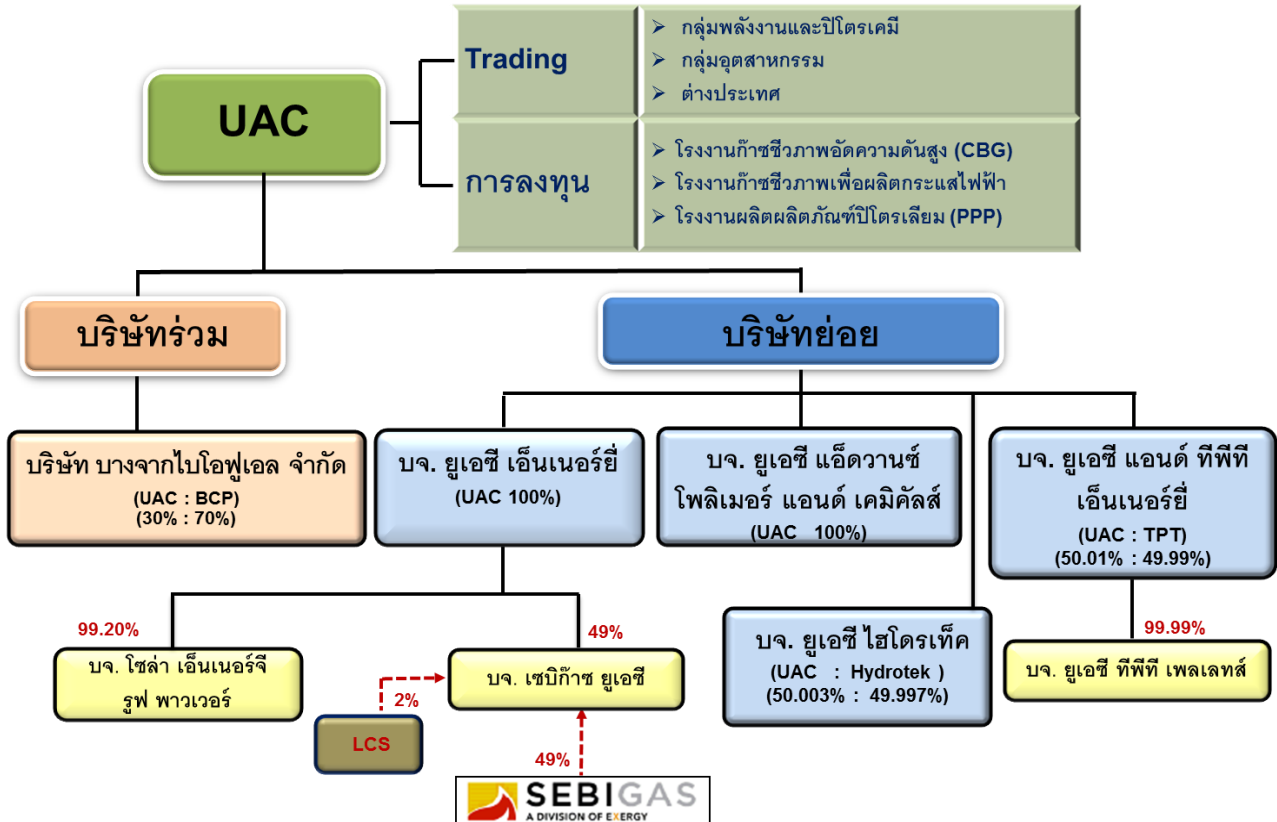 UAC
Trading
➢ กลุ่มพลังงานและปิโตรเคมี
➢ กลุ่มอุตสาหกรรม
➢ ต่างประเทศ
การลงทุน
➢ โรงงานก๊าซชีวภาพอัดความดันสูง (CBG)
➢ โรงงานก๊าซชีวภาพเพื่อผลิตกระแสไฟฟ้า
➢ โรงงานผลิตผลิตภัณฑ์ปิโตรเลียม (PPP)
บริษัทร่วม
บริษัทย่อย
บริษัท บางจากไบโอฟูเอล จำกัด
(UAC : BCP)
(30% : 70%)
บจ. ยูเอซี เอ็นเนอร์ยี่
(UAC 100%)
บจ. ยูเอซี แอ็ดวานซ์
โพลิเมอร์ แอนด์ เคมิคัลส์
(UAC 100%)
บจ. ยูเอซี แอนด์ ทีพีที
เอ็นเนอร์ยี่
(UAC : TPT)
(50.01% : 49.99%)
99.20%
บจ. โซล่า เอ็นเนอร์จี
รูฟ พาวเวอร์
49%
บจ. เซบิก๊าซ ยูเอซี
2%
LCS
49%
SEBIGAS
A DIVISION OF EXERGY
บจ. ยูเอซี ไฮโดรเท็ค
(UAC : Hydrotek )
(50.003% : 49.997%)
99.99%
บจ. ยูเอซี ทีพีที เพลเลทส์